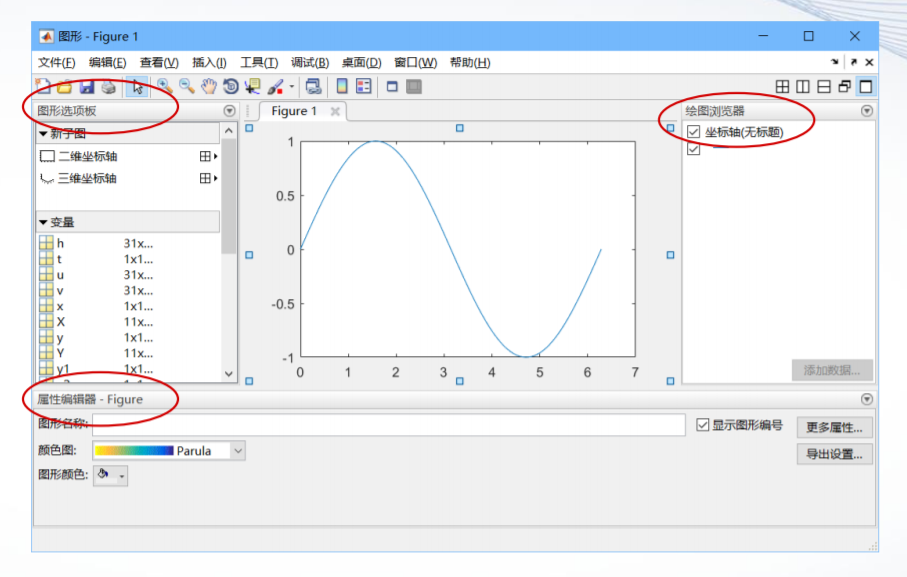 图形 - Figure 1
文件(F) 编辑(E) 查看(V) 插入(I) 工具(T) 调试(B) 桌面(D) 窗口(W) 帮助(H)
图形选项板
Figure 1
绘图浏览器
新子图
坐标轴(无标题)
二维坐标轴
三维坐标轴
变量
h 31x...
t 1x1...
u 31x...
v 31x...
x 1x1...
X 11x...
y 1x1...
Y 11x...
y1 1x1...
1
0.5
0
-0.5
-1
0 1 2 3 4 5 6 7
添加数据...
属性编辑器 - Figure
图形名称:
显示图形编号
更多属性...
颜色图: Parula
导出设置...
图形颜色: